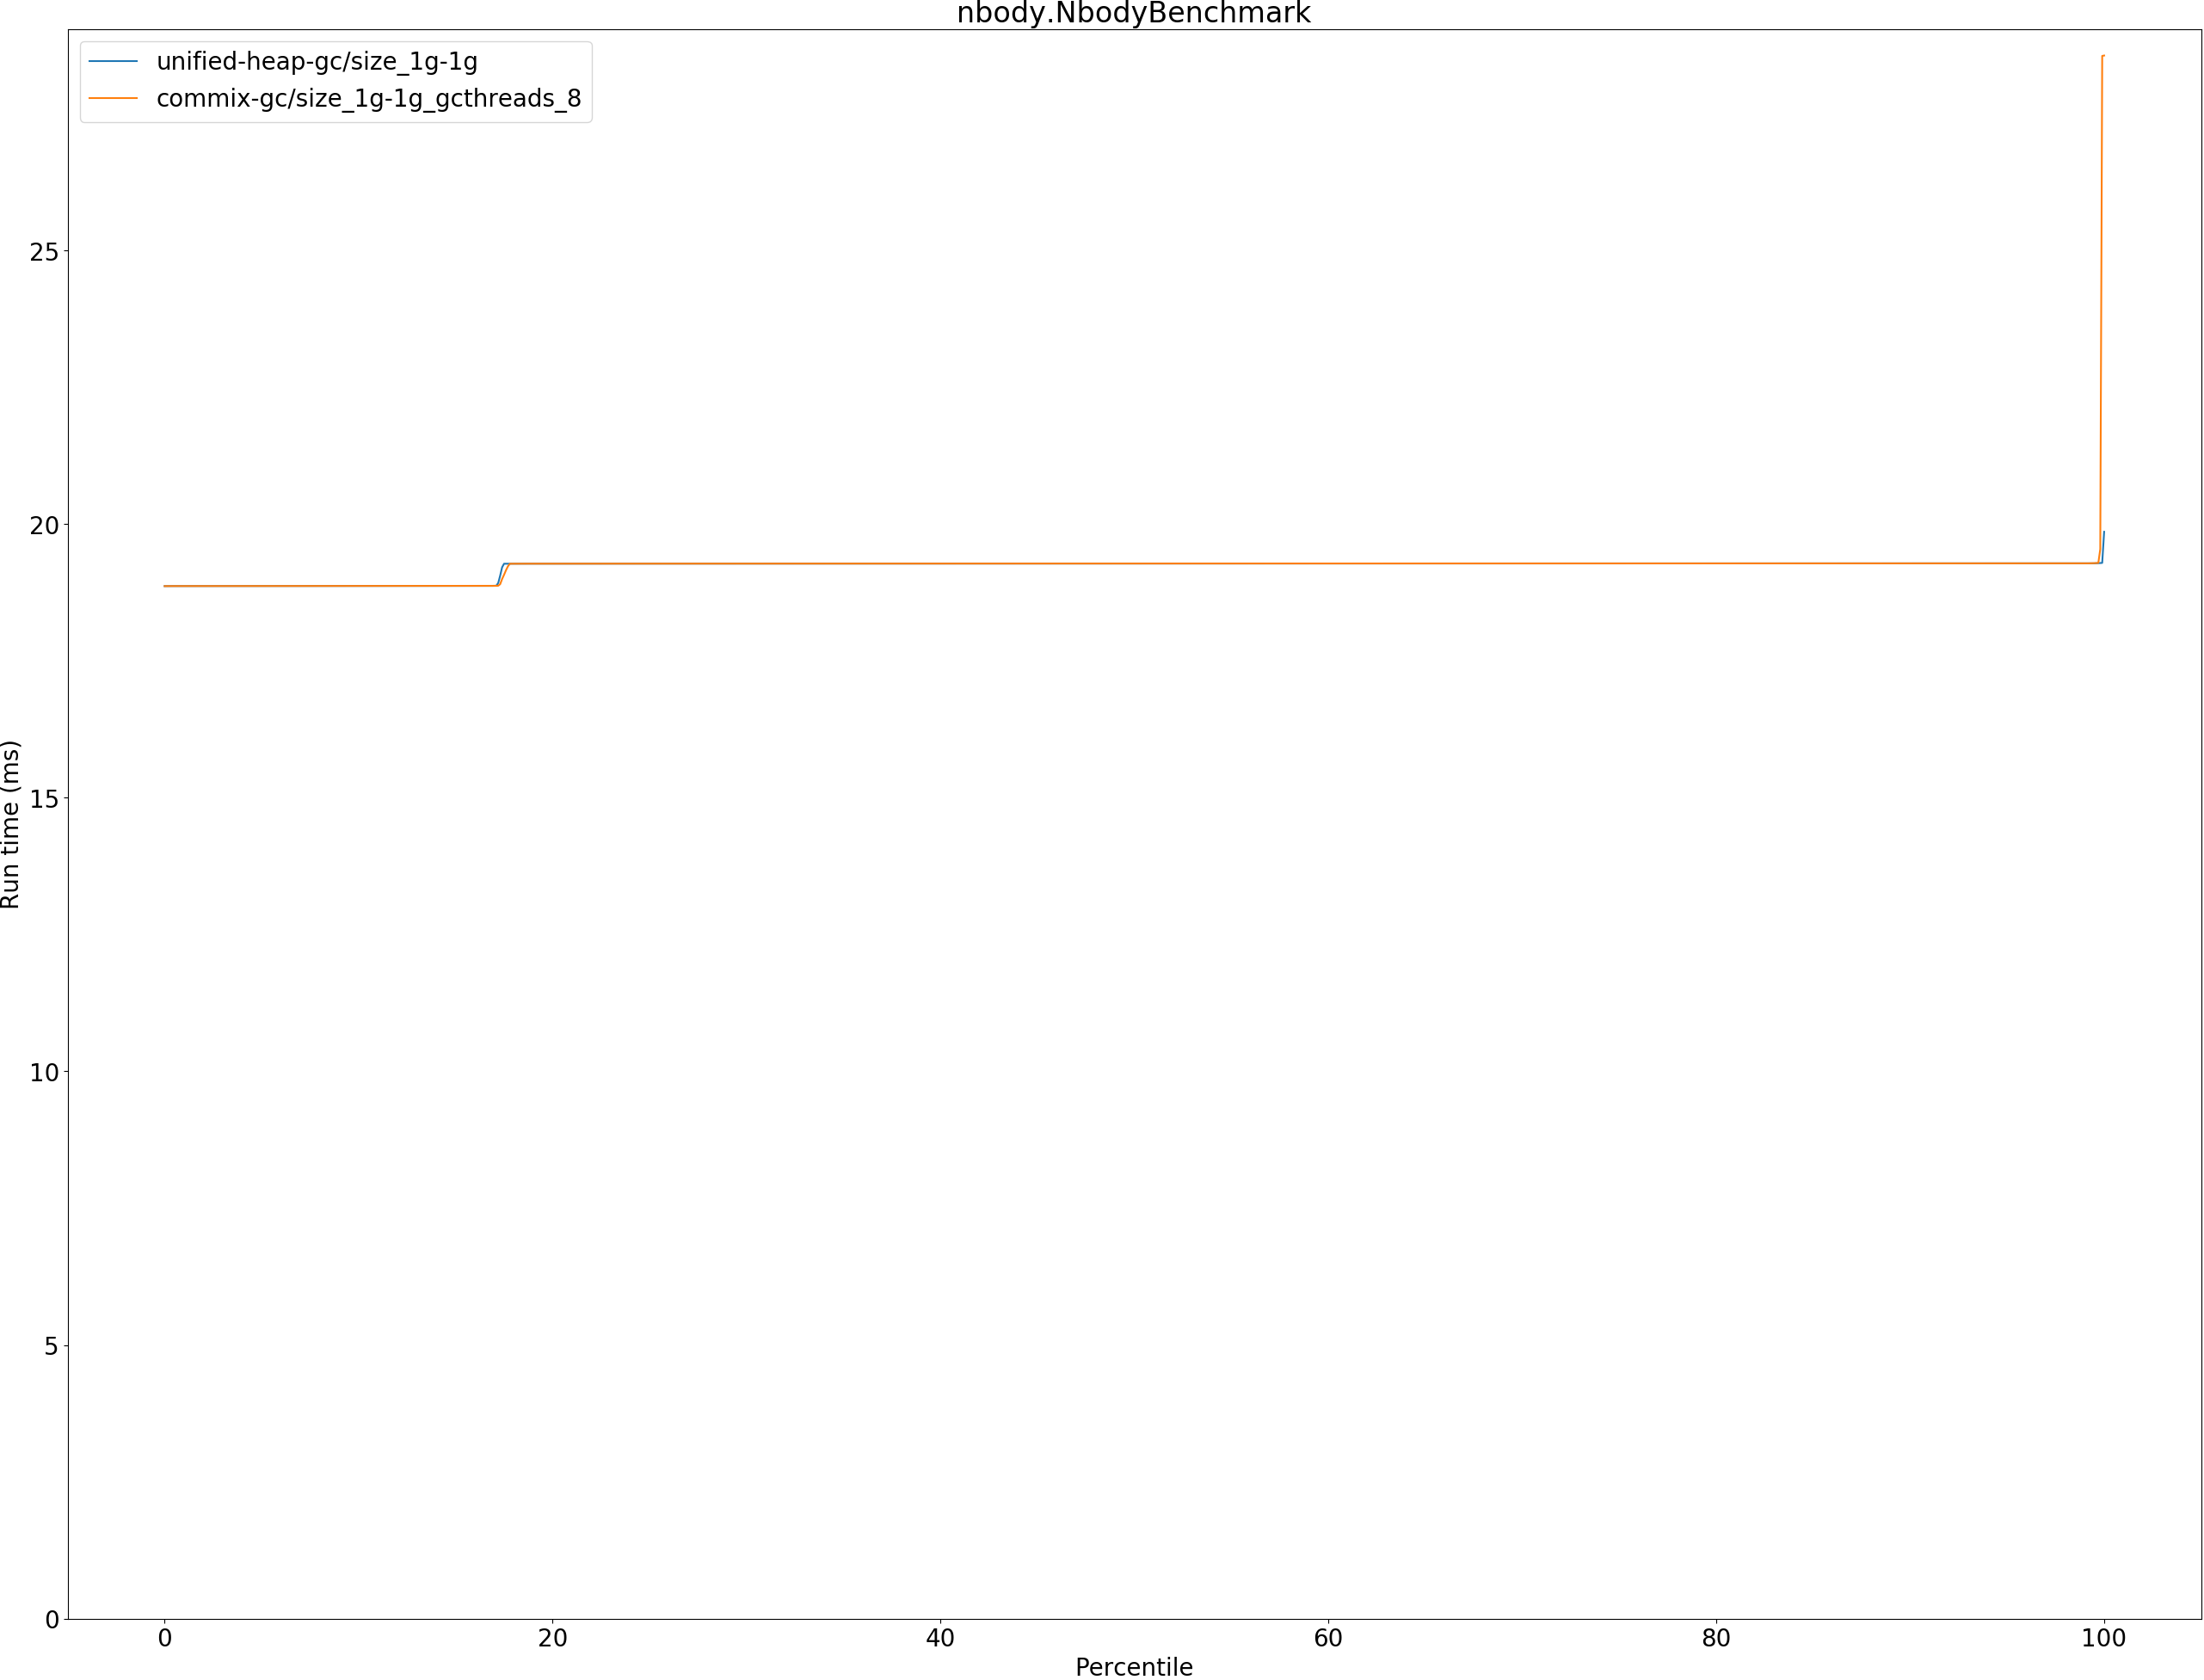 nbody.NbodyBenchmark
unified-heap-gc/size_1g-1g
commix-gc/size_1g-1g_gcthreads_8
25
20
15
10
5
0
Run time (ms)
0 20 40 60 80 100
Percentile